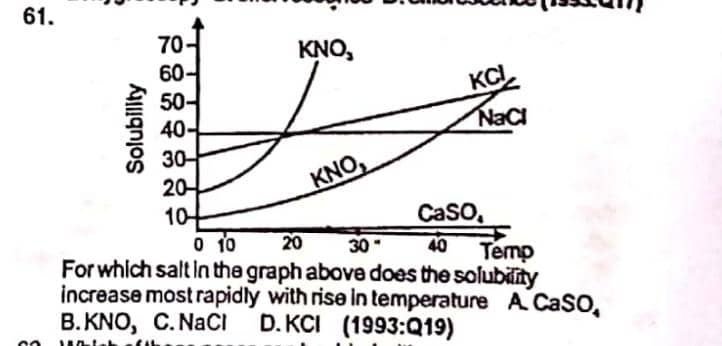 61.
70
KNO₃
60
KCl
50
Solubility
NaCl
40
30
KNO₃
20
CaSO₄
10
0 10 20 30 40 Temp
For which salt in the graph above does the solubility
increase most rapidly with rise in temperature A. CaSO₄
B. KNO₃ C. NaCl D. KCl (1993:Q19)